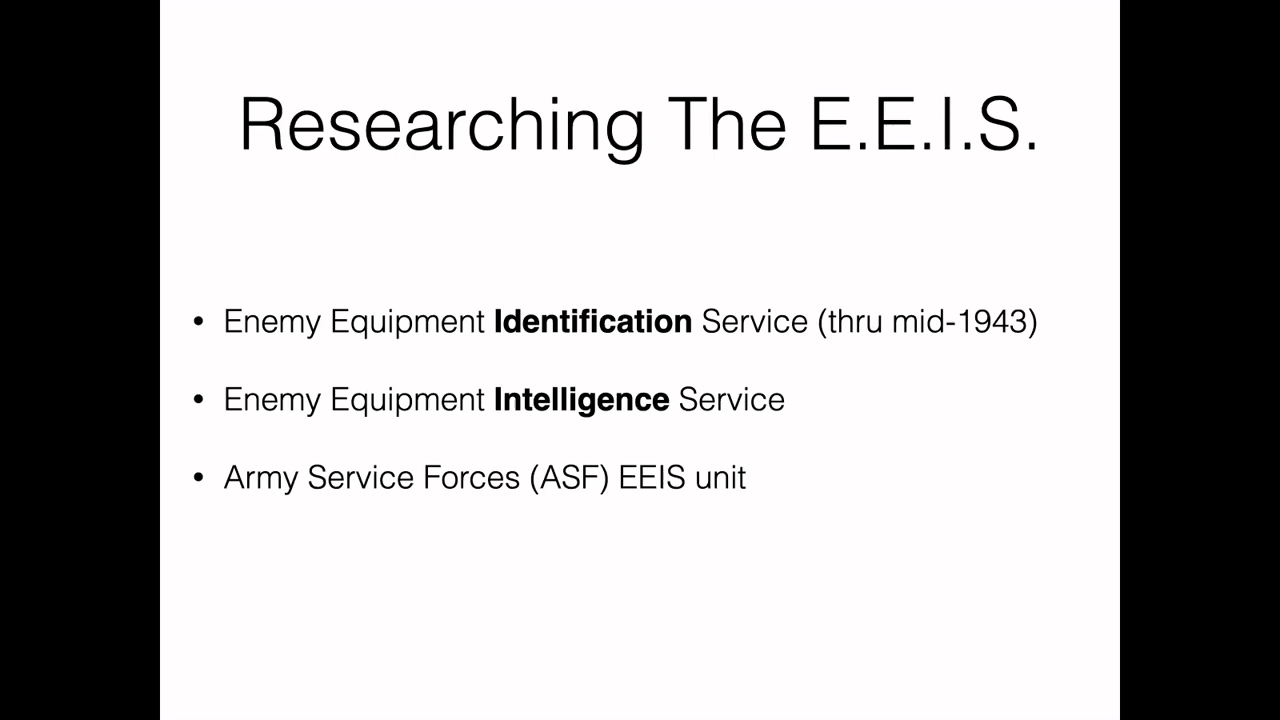 Researching The E.E.I.S.
• Enemy Equipment Identification Service (thru mid-1943)
• Enemy Equipment Intelligence Service
• Army Service Forces (ASF) EEIS unit